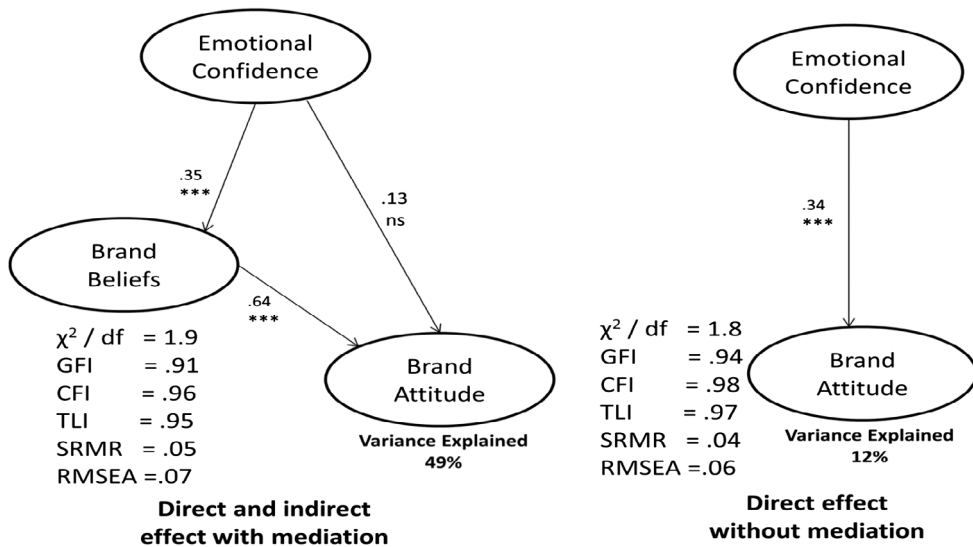 Emotional
Confidence
.35
***
.13
ns
Brand
Beliefs
.64
***
χ² / df = 1.9
GFI = .91
CFI = .96
TLI = .95
SRMR = .05
RMSEA =.07
Brand
Attitude
Variance Explained
49%
Direct and indirect
effect with mediation
Emotional
Confidence
.34
***
χ² / df = 1.8
GFI = .94
CFI = .98
TLI = .97
SRMR = .04
RMSEA = .06
Brand
Attitude
Variance Explained
12%
Direct effect
without mediation